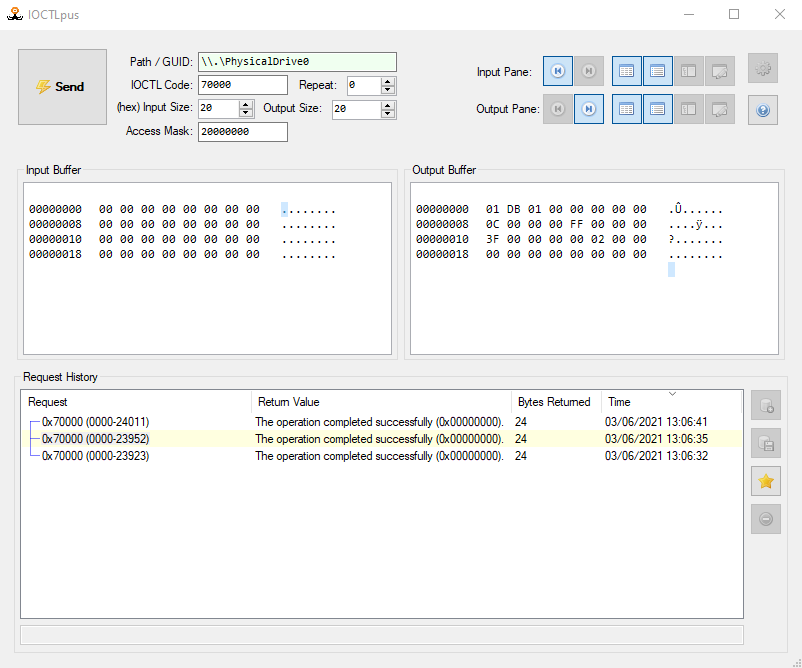 IOCTLpus
Send
Path / GUID: \\.\PhysicalDrive0
IOCTL Code: 70000 Repeat: 0
(hex) Input Size: 20 Output Size: 20
Access Mask: 20000000
Input Pane:
Output Pane:
Input Buffer
00000000 00 00 00 00 00 00 00 00 ........
00000008 00 00 00 00 00 00 00 00 ........
00000010 00 00 00 00 00 00 00 00 ........
00000018 00 00 00 00 00 00 00 00 ........
Output Buffer
00000000 01 DB 01 00 00 00 00 00 .Û......
00000008 0C 00 00 00 FF 00 00 00 ....ÿ...
00000010 3F 00 00 00 00 02 00 00 ?.......
00000018 00 00 00 00 00 00 00 00 ........
Request History
Request Return Value Bytes Returned Time
0x70000 (0000-24011) The operation completed successfully (0x00000000). 24 03/06/2021 13:06:41
0x70000 (0000-23952) The operation completed successfully (0x00000000). 24 03/06/2021 13:06:35
0x70000 (0000-23923) The operation completed successfully (0x00000000). 24 03/06/2021 13:06:32